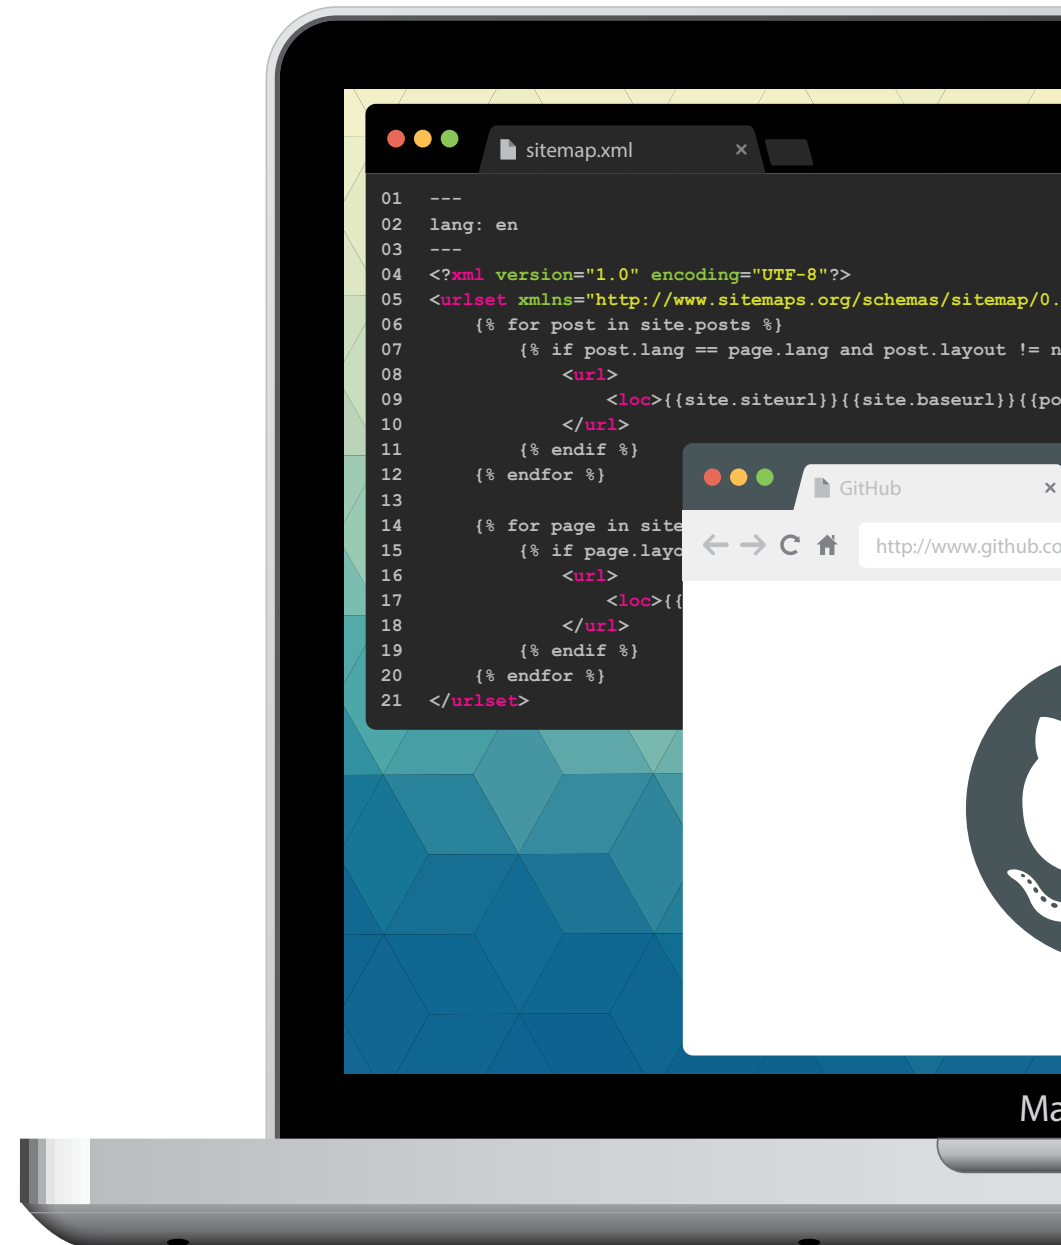 sitemap.xml ×
01 ---
02 lang: en
03 ---
04 <?xml version="1.0" encoding="UTF-8"?>
05 <urlset xmlns="http://www.sitemaps.org/schemas/sitemap/0.
06     {% for post in site.posts %}
07         {% if post.lang == page.lang and post.layout != n
08             <url>
09                 <loc>{{site.siteurl}}{{site.baseurl}}{{po
10             </url>
11         {% endif %}
12     {% endfor %}
13
14     {% for page in site
15         {% if page.layo
16             <url>
17                 <loc>{{
18             </url>
19         {% endif %}
20     {% endfor %}
21 </urlset>
GitHub ×
http://www.github.co
Ma